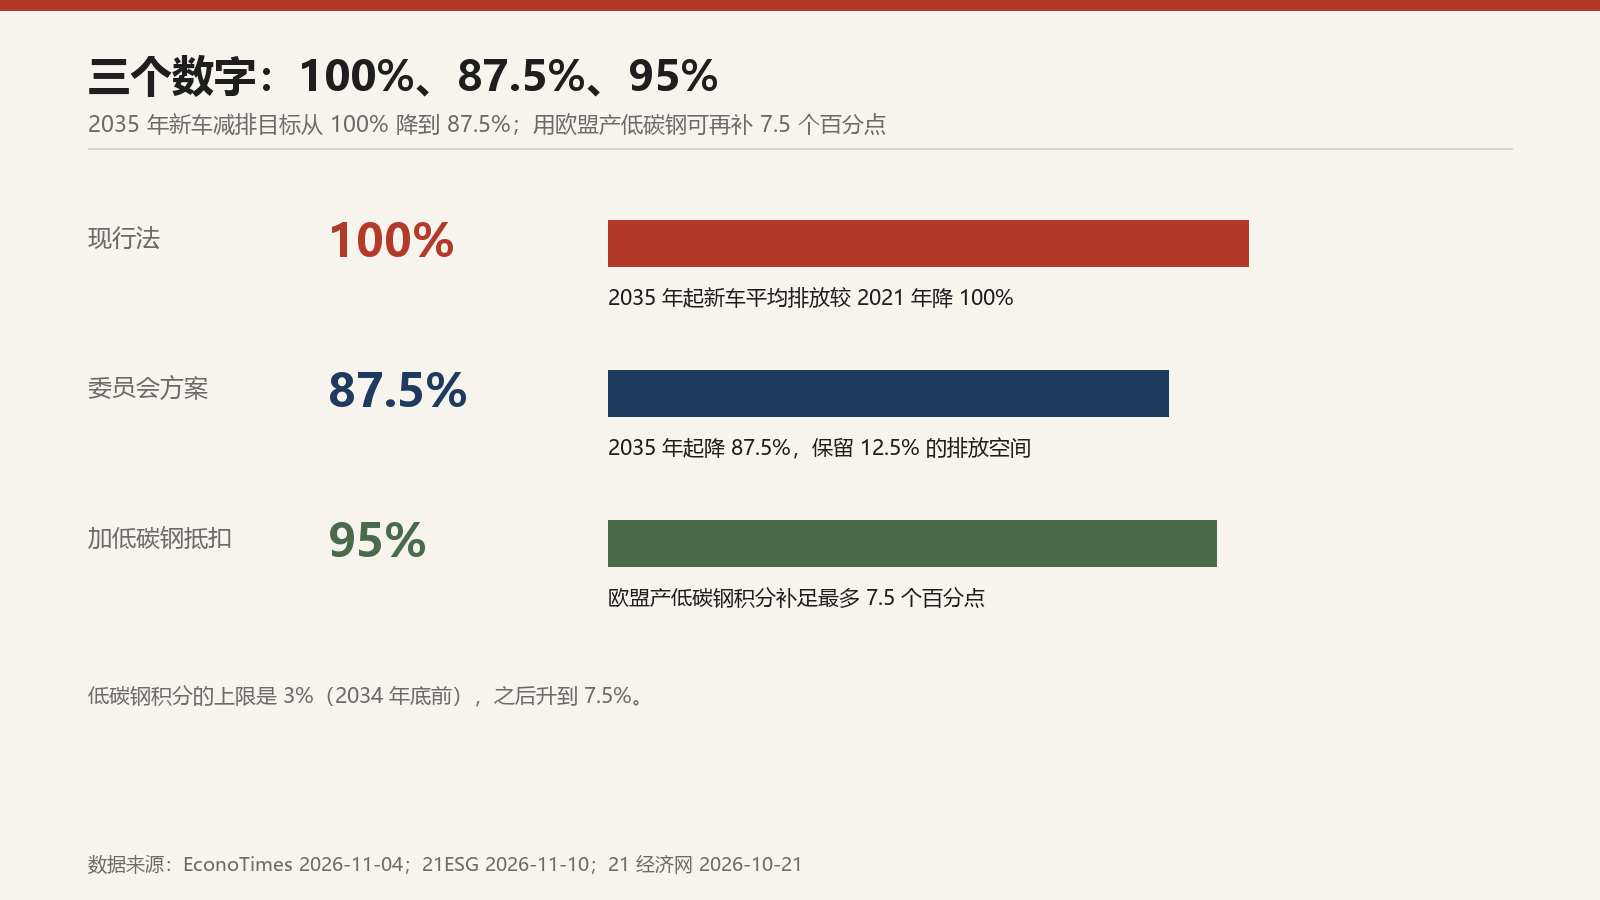 三个数字：100%、87.5%、95%
2035 年新车减排目标从 100% 降到 87.5%；用欧盟产低碳钢可再补 7.5 个百分点
现行法
100%
2035 年起新车平均排放较 2021 年降 100%
委员会方案
87.5%
2035 年起降 87.5%，保留 12.5% 的排放空间
加低碳钢抵扣
95%
欧盟产低碳钢积分补足最多 7.5 个百分点
低碳钢积分的上限是 3%（2034 年底前），之后升到 7.5%。
数据来源：EconoTimes 2026-11-04；21ESG 2026-11-10；21 经济网 2026-10-21